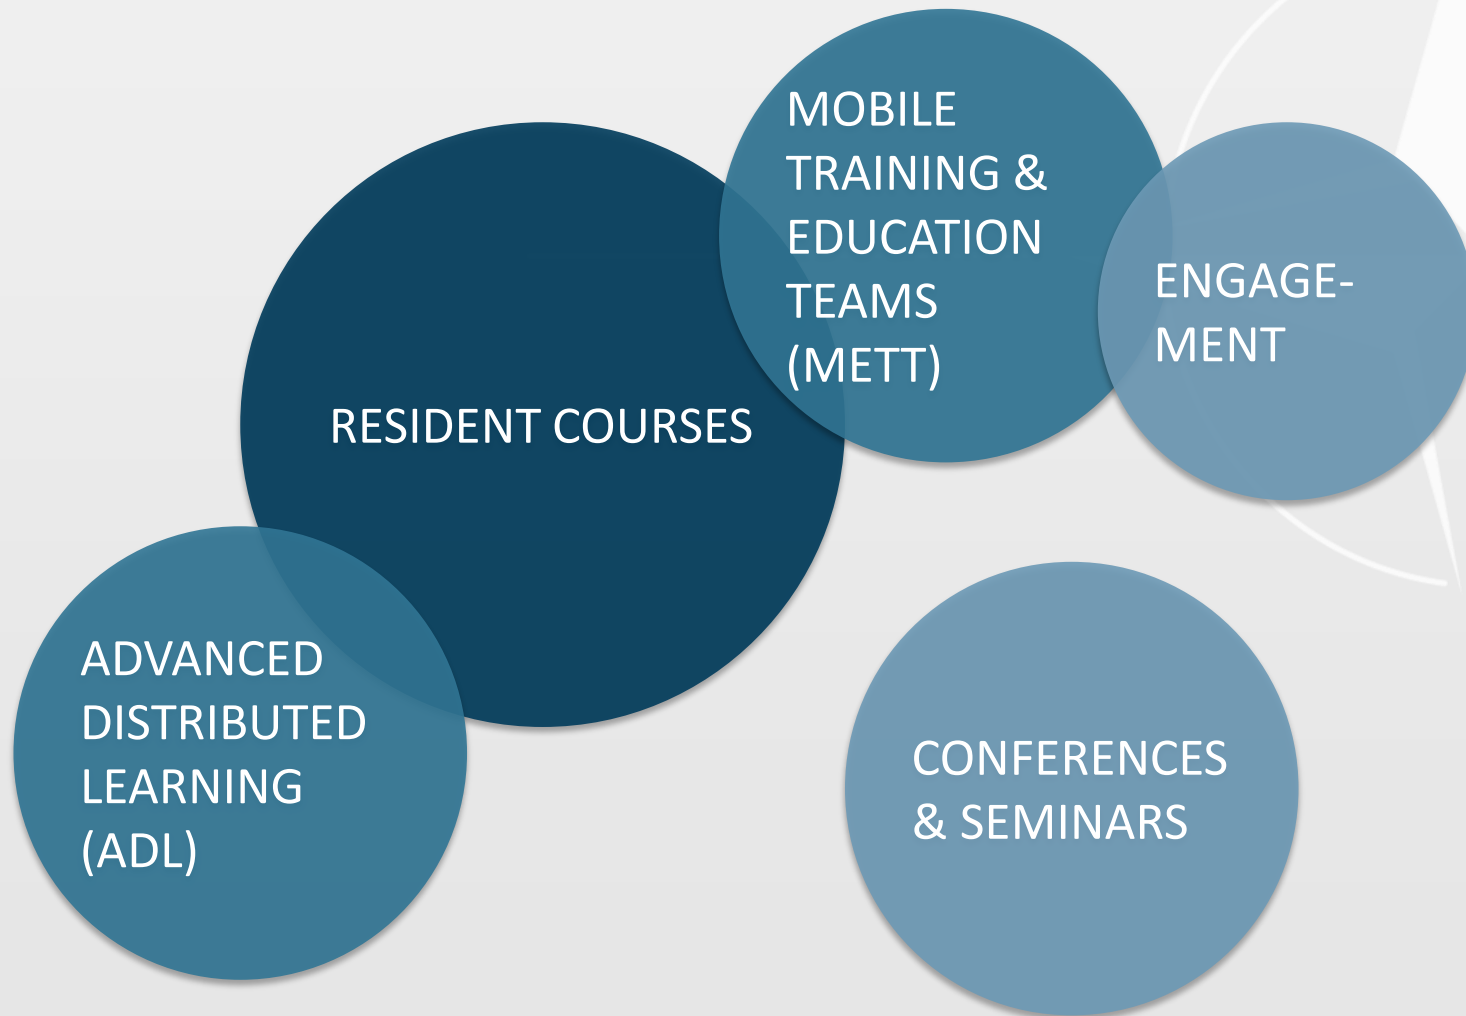 MOBILE
TRAINING &
EDUCATION
TEAMS
(METT)
ENGAGE-
MENT
RESIDENT COURSES
ADVANCED
DISTRIBUTED
LEARNING
(ADL)
CONFERENCES
& SEMINARS